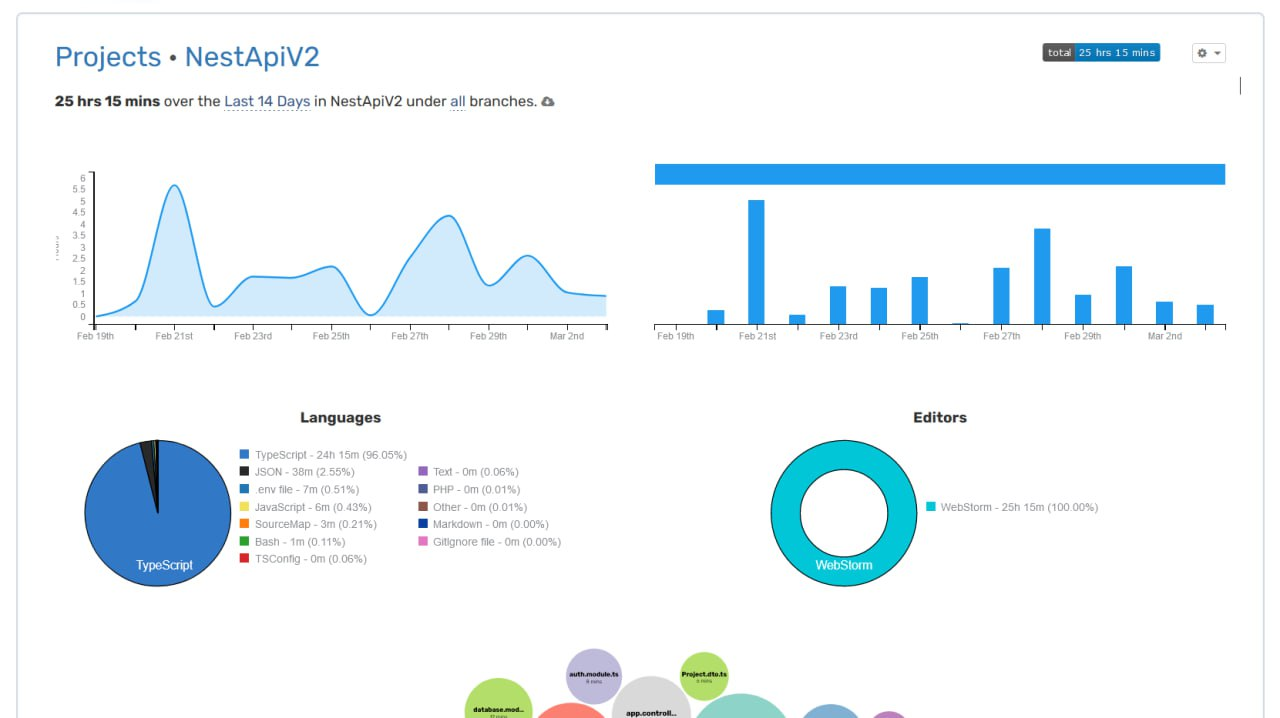 Projects • NestApiV2
total 25 hrs 15 mins
25 hrs 15 mins over the Last 14 Days in NestApiV2 under all branches.
6
5.5
5
4.5
4
3.5
3
2.5
2
1.5
1
0.5
0
Feb 19th Feb 21st Feb 23rd Feb 25th Feb 27th Feb 29th Mar 2nd
Feb 19th Feb 21st Feb 23rd Feb 25th Feb 27th Feb 29th Mar 2nd
Languages
TypeScript
TypeScript - 24h 15m (96.05%)
JSON - 38m (2.55%)
.env file - 7m (0.51%)
JavaScript - 6m (0.43%)
SourceMap - 3m (0.21%)
Bash - 1m (0.11%)
TSConfig - 0m (0.06%)
Text - 0m (0.06%)
PHP - 0m (0.01%)
Other - 0m (0.01%)
Markdown - 0m (0.00%)
GitIgnore file - 0m (0.00%)
Editors
WebStorm
WebStorm - 25h 15m (100.00%)
auth.module.ts
Project.dto.ts
database.mod...
app.controll...